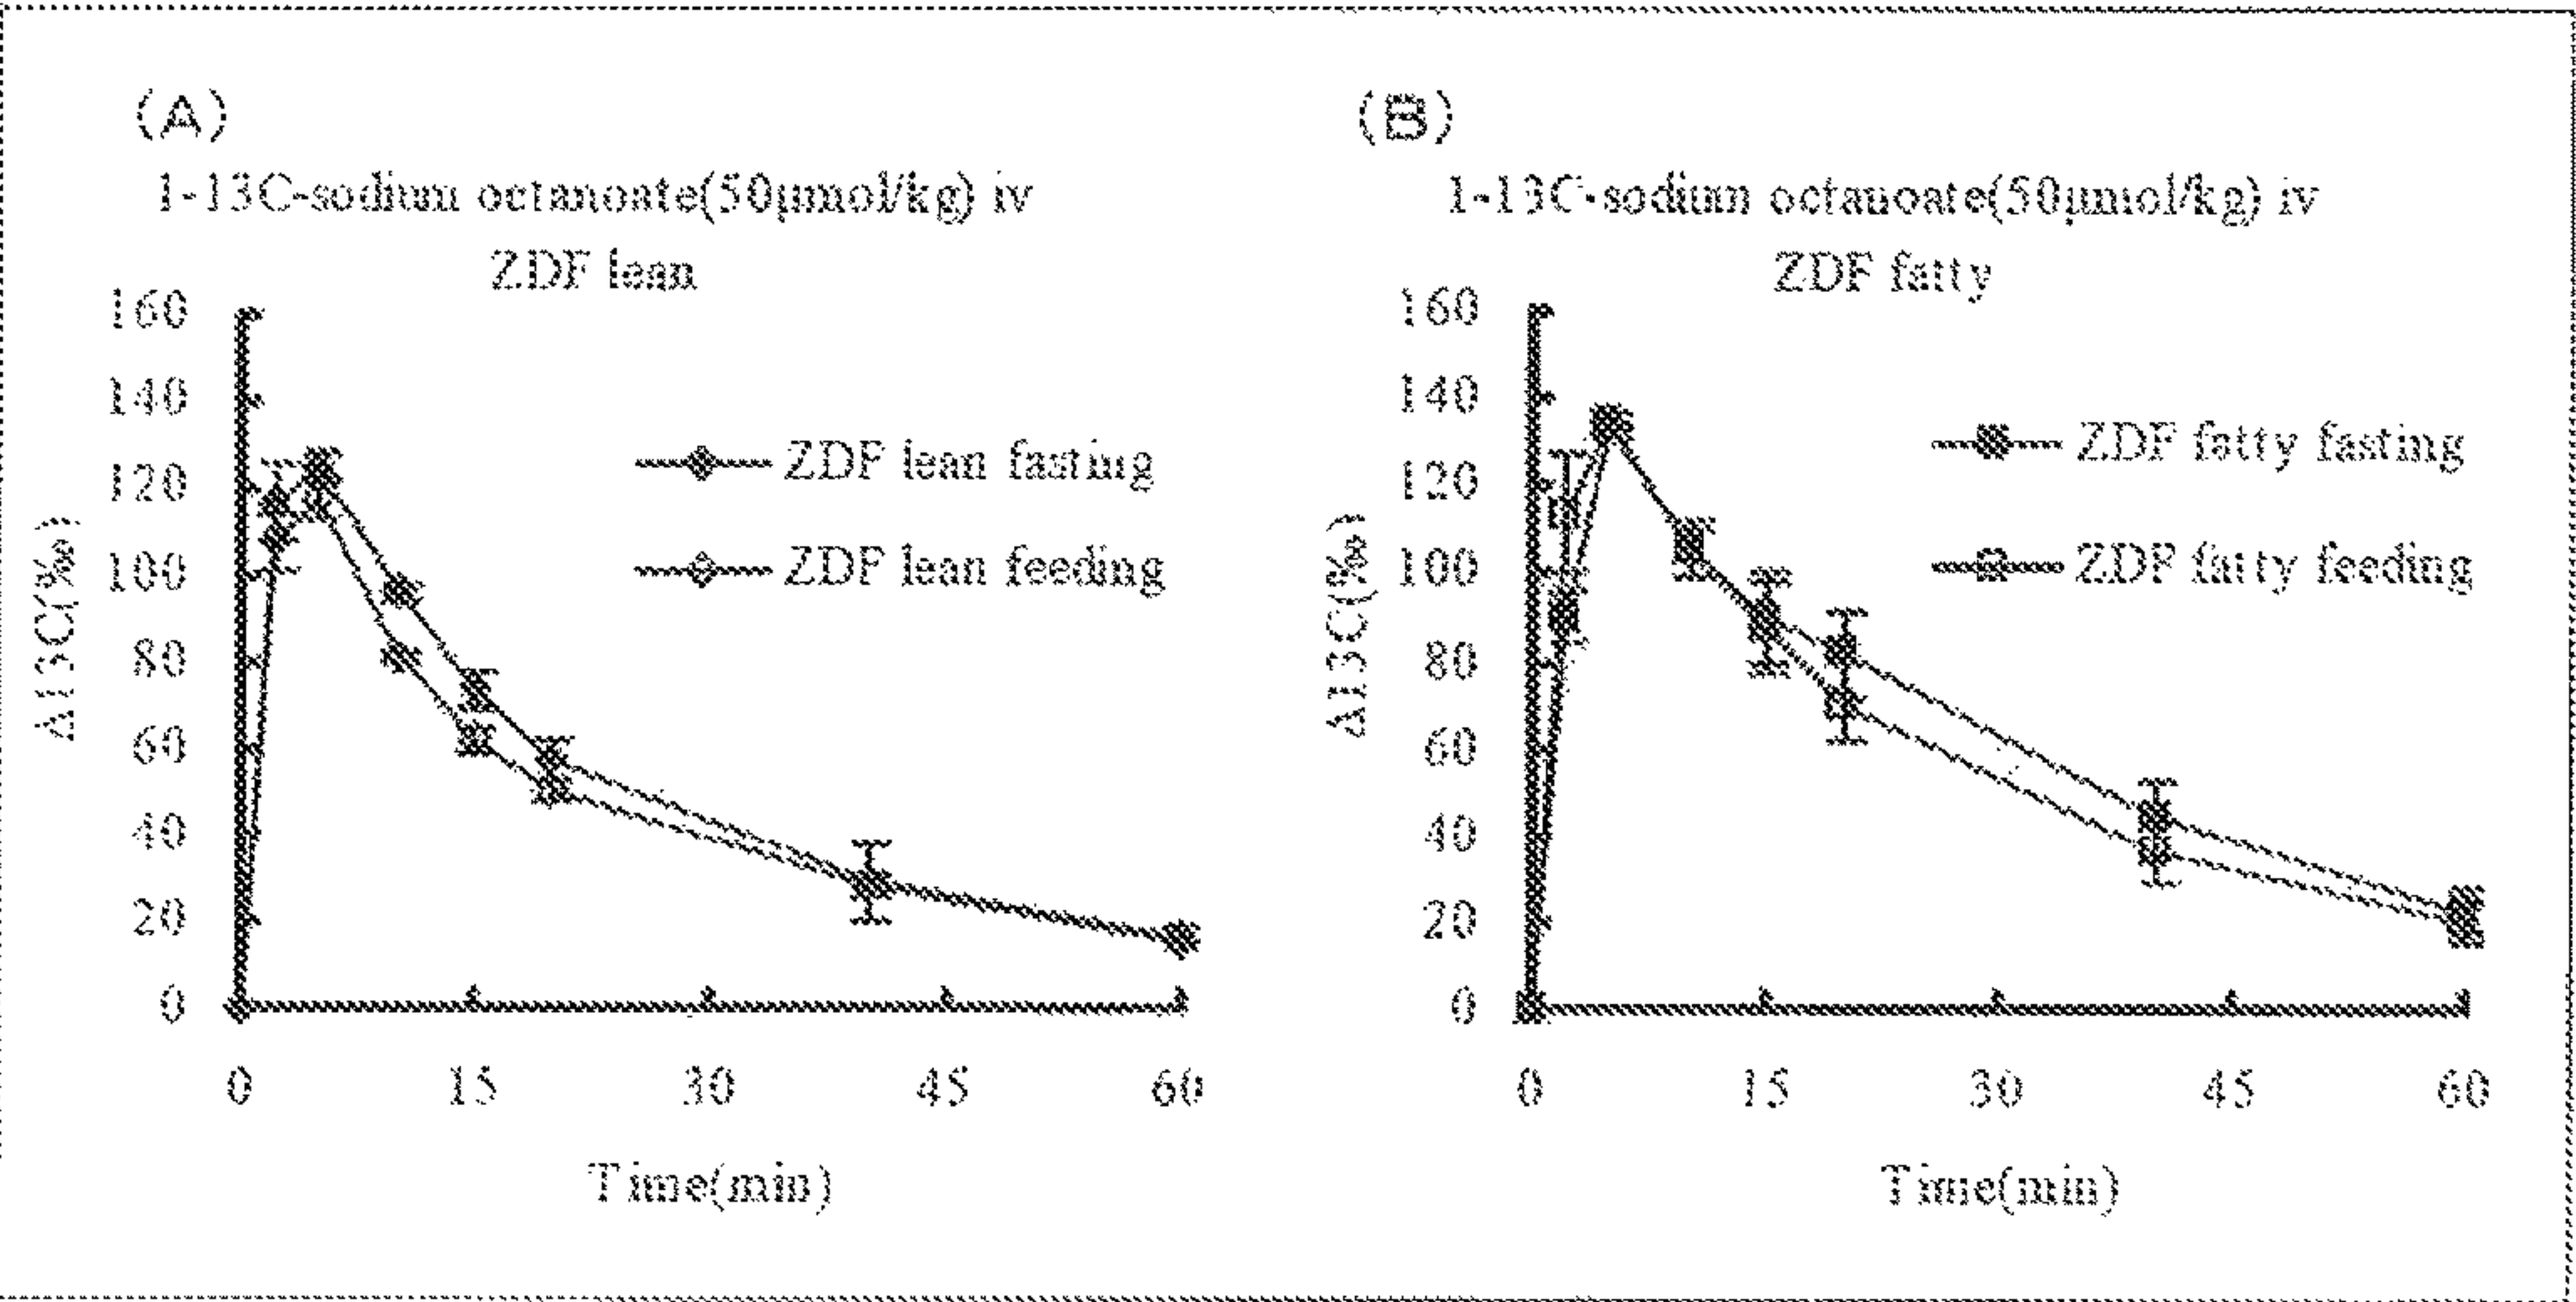 (A)
1-13C-sodium octanoate(50μmol/kg) iv
ZDF lean
160
140
120
100
80
60
40
20
0
Δ13C(‰)
ZDF lean fasting
ZDF lean feeding
0 15 30 45 60
Time(min)
(B)
1-13C-sodium octanoate(50μmol/kg) iv
ZDF fatty
160
140
120
100
80
60
40
20
0
Δ13C(‰)
ZDF fatty fasting
ZDF fatty feeding
0 15 30 45 60
Time(min)